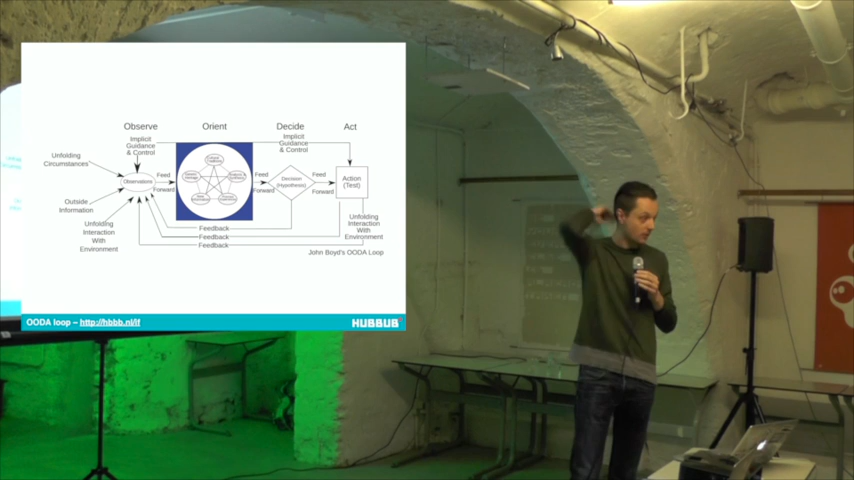 Observe
Orient
Decide
Act
Implicit
Guidance
& Control
Implicit
Guidance
& Control
Unfolding
Circumstances
Observations
Feed
Forward
Feed
Forward
Decision
(Hypothesis)
Feed
Forward
Action
(Test)
Outside
Information
Unfolding
Interaction
With
Environment
Feedback
Feedback
Feedback
Unfolding
Interaction
With
Environment
John Boyd's OODA Loop
OODA loop – http://hbbb.nl/lf
HUBBUB